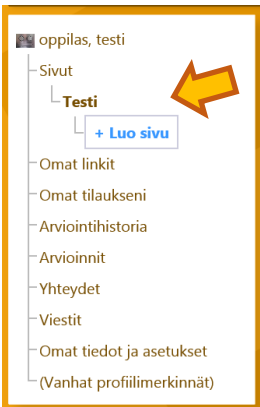 oppilas, testi
Sivut
Testi
+ Luo sivu
Omat linkit
Omat tilaukseni
Arviointihistoria
Arvioinnit
Yhteydet
Viestit
Omat tiedot ja asetukset
(Vanhat profiilimerkinnät)